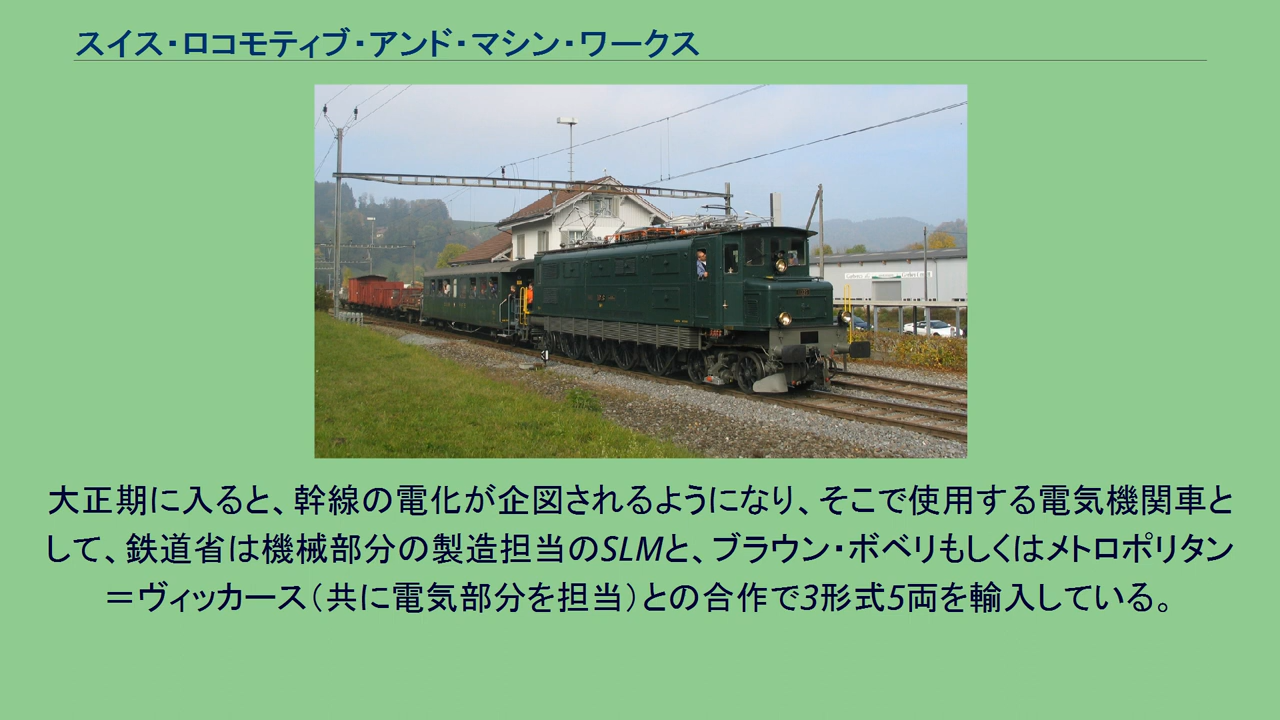 スイス・ロコモティブ・アンド・マシン・ワークス
大正期に入ると、幹線の電化が企図されるようになり、そこで使用する電気機関車と
して、鉄道省は機械部分の製造担当のSLMと、ブラウン・ボベリもしくはメトロポリタン
＝ヴィッカース（共に電気部分を担当）との合作で3形式5両を輸入している。